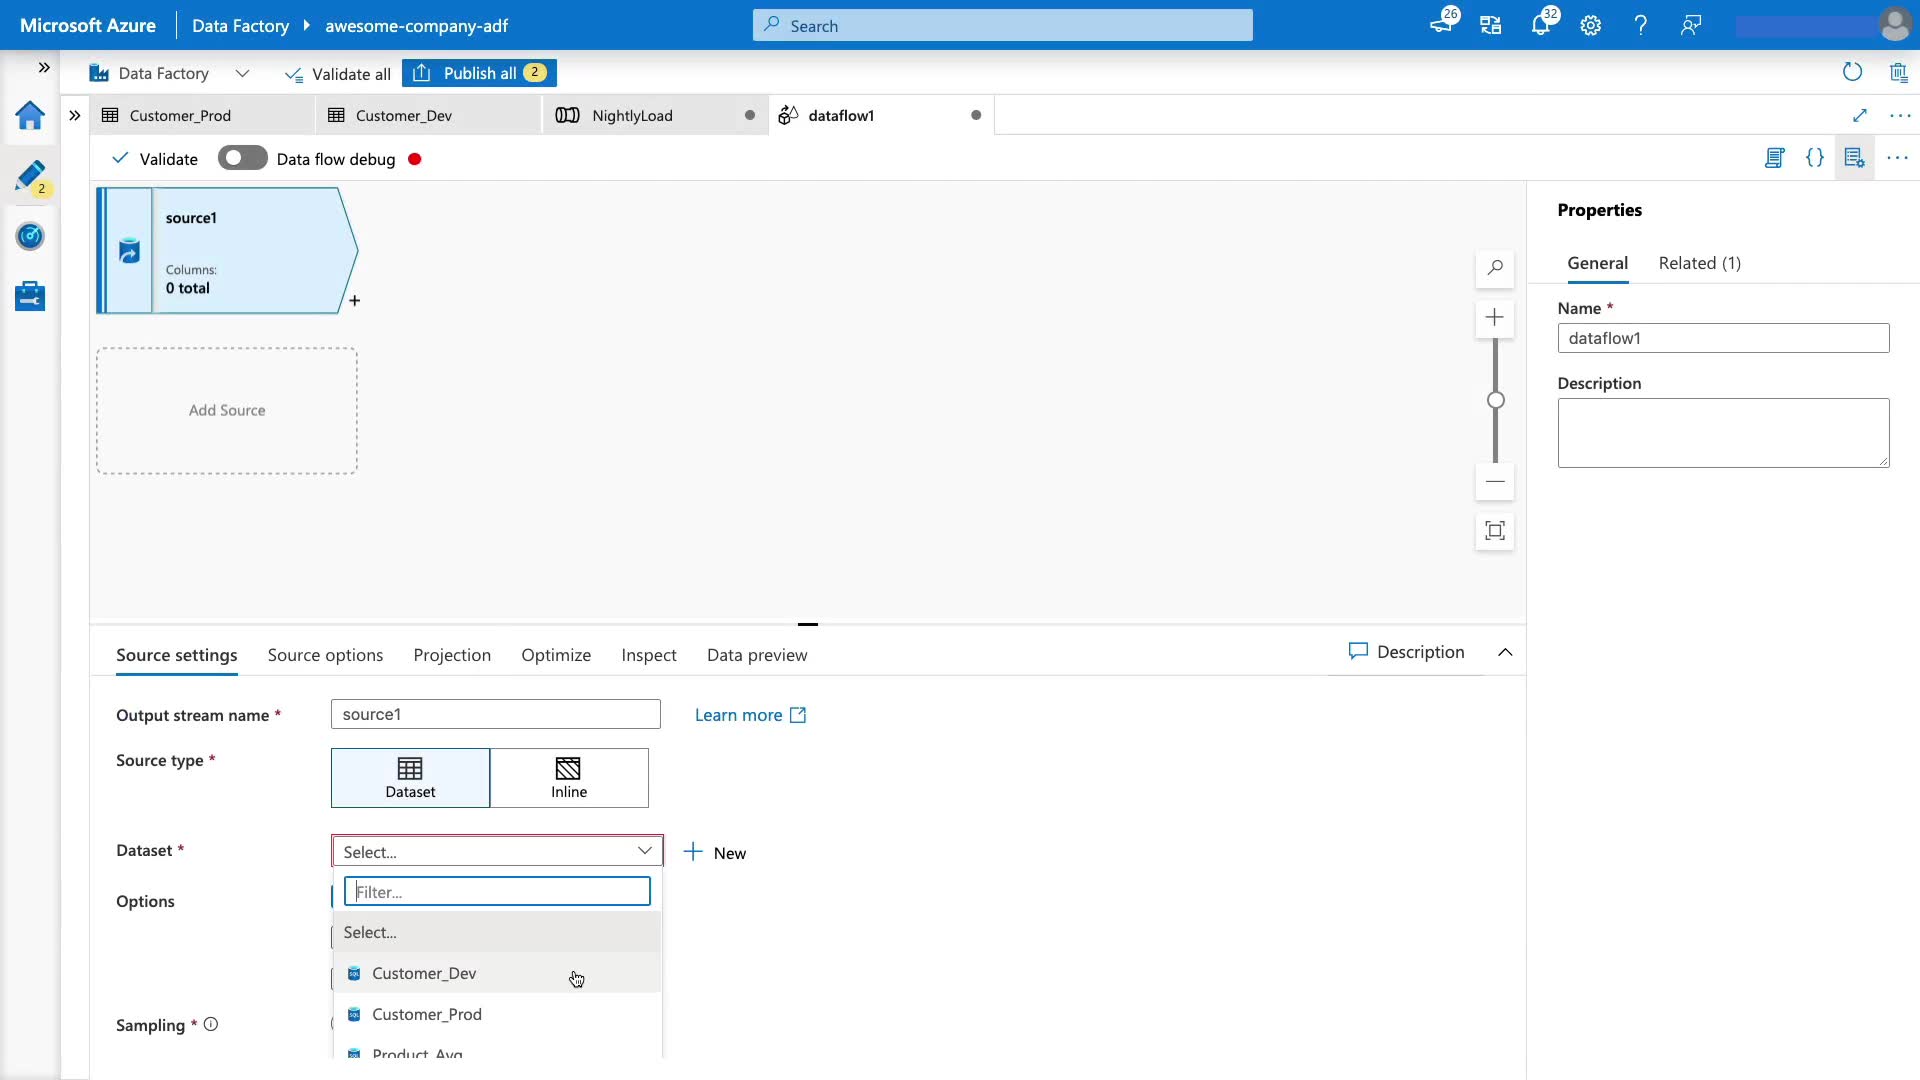 Microsoft Azure
Data Factory
awesome-company-adf
Search
26
32
Data Factory
Validate all
Publish all
2
Customer_Prod
Customer_Dev
NightlyLoad
dataflow1
2
Validate
Data flow debug
{}
source1
Columns:
0 total
Add Source
Properties
General
Related (1)
Name *
dataflow1
Description
Source settings
Source options
Projection
Optimize
Inspect
Data preview
Description
Output stream name *
source1
Learn more
Source type *
Dataset
Inline
Dataset *
Select...
New
Options
Filter...
Select...
Customer_Dev
Customer_Prod
Sampling *
Product_Avg